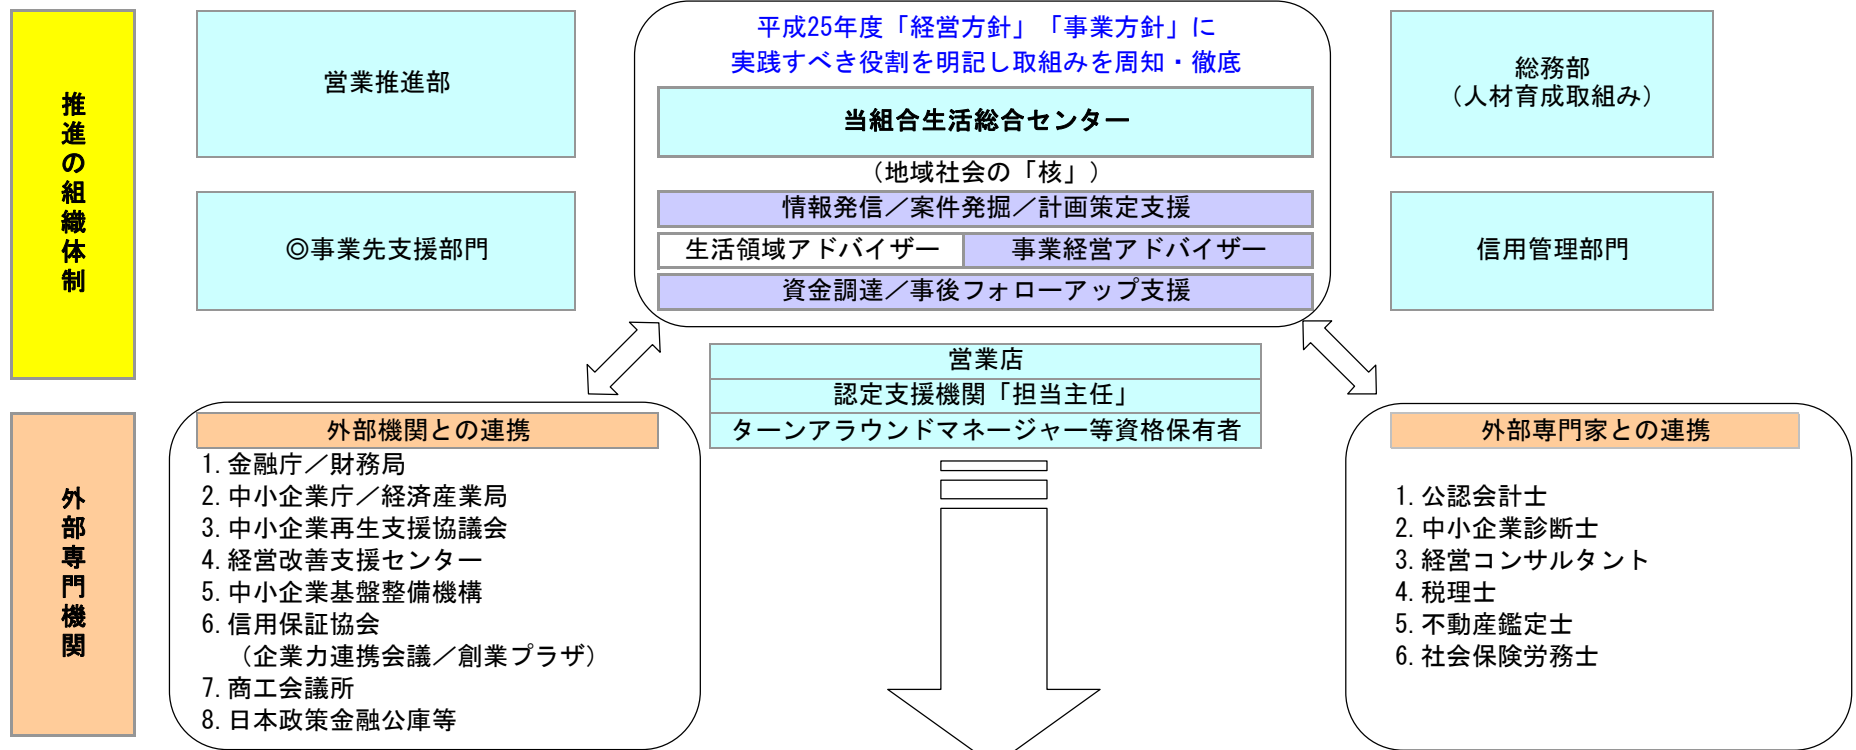 推進の組織体制
営業推進部
◎事業先支援部門
平成25年度「経営方針」「事業方針」に
実践すべき役割を明記し取組みを周知・徹底
当組合生活総合センター
（地域社会の「核」）
情報発信／案件発掘／計画策定支援
生活領域アドバイザー
事業経営アドバイザー
資金調達／事後フォローアップ支援
総務部
（人材育成取組み）
信用管理部門
営業店
認定支援機関「担当主任」
ターンアラウンドマネージャー等資格保有者
外部専門機関
外部機関との連携
1. 金融庁／財務局
2. 中小企業庁／経済産業局
3. 中小企業再生支援協議会
4. 経営改善支援センター
5. 中小企業基盤整備機構
6. 信用保証協会
（企業力連携会議／創業プラザ）
7. 商工会議所
8. 日本政策金融公庫等
外部専門家との連携
1. 公認会計士
2. 中小企業診断士
3. 経営コンサルタント
4. 税理士
5. 不動産鑑定士
6. 社会保険労務士